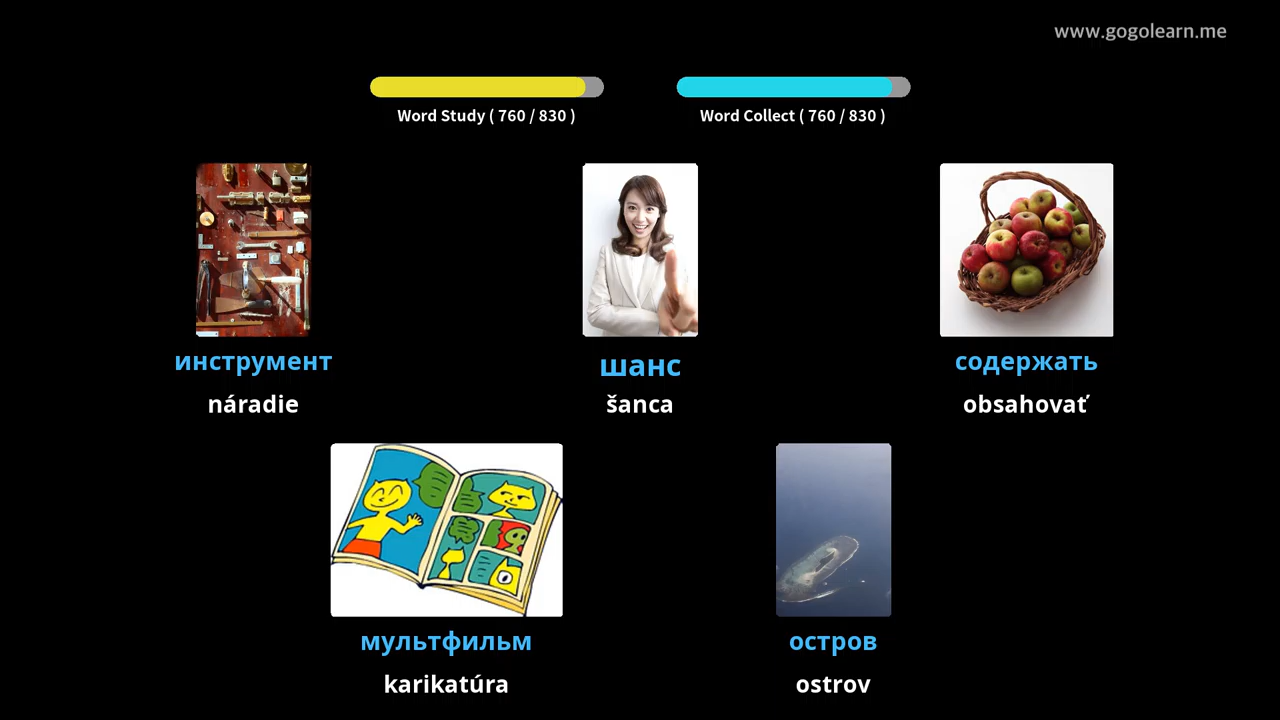 www.gogolearn.me
Word Study ( 760 / 830 )
Word Collect ( 760 / 830 )
инструмент
náradie
шанс
šanca
содержать
obsahovať
мультфильм
karikatúra
остров
ostrov